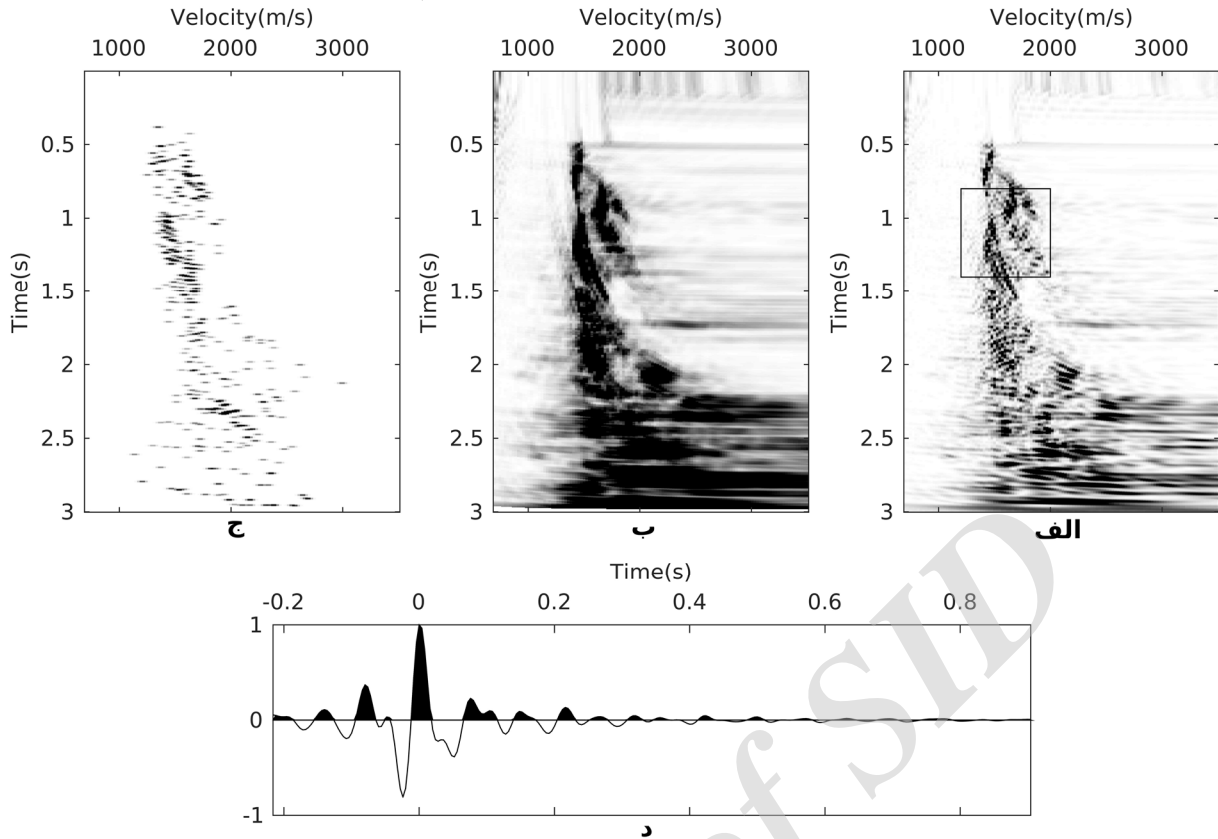 Velocity(m/s) Velocity(m/s) Velocity(m/s)
1000 2000 3000 1000 2000 3000 1000 2000 3000
Time(s) Time(s) Time(s)
0.5 0.5 0.5
1 1 1
1.5 1.5 1.5
2 2 2
2.5 2.5 2.5
3 3 3
ج ب الف
Time(s)
-0.2 0 0.2 0.4 0.6 0.8
1
0
-1
د
of SID